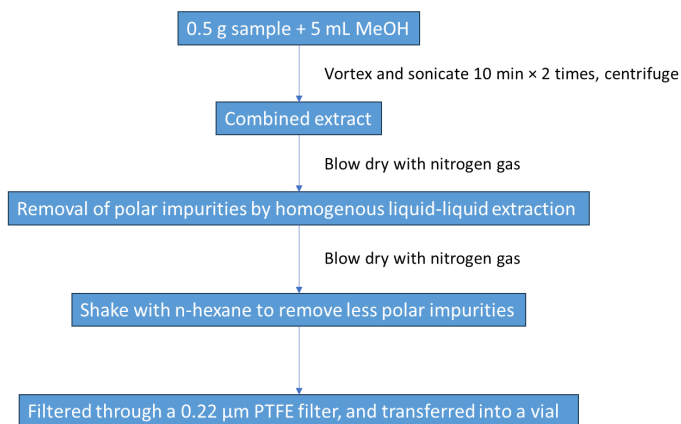 0.5 g sample + 5 mL MeOH
Vortex and sonicate 10 min × 2 times, centrifuge
Combined extract
Blow dry with nitrogen gas
Removal of polar impurities by homogenous liquid-liquid extraction
Blow dry with nitrogen gas
Shake with n-hexane to remove less polar impurities
Filtered through a 0.22 μm PTFE filter, and transferred into a vial